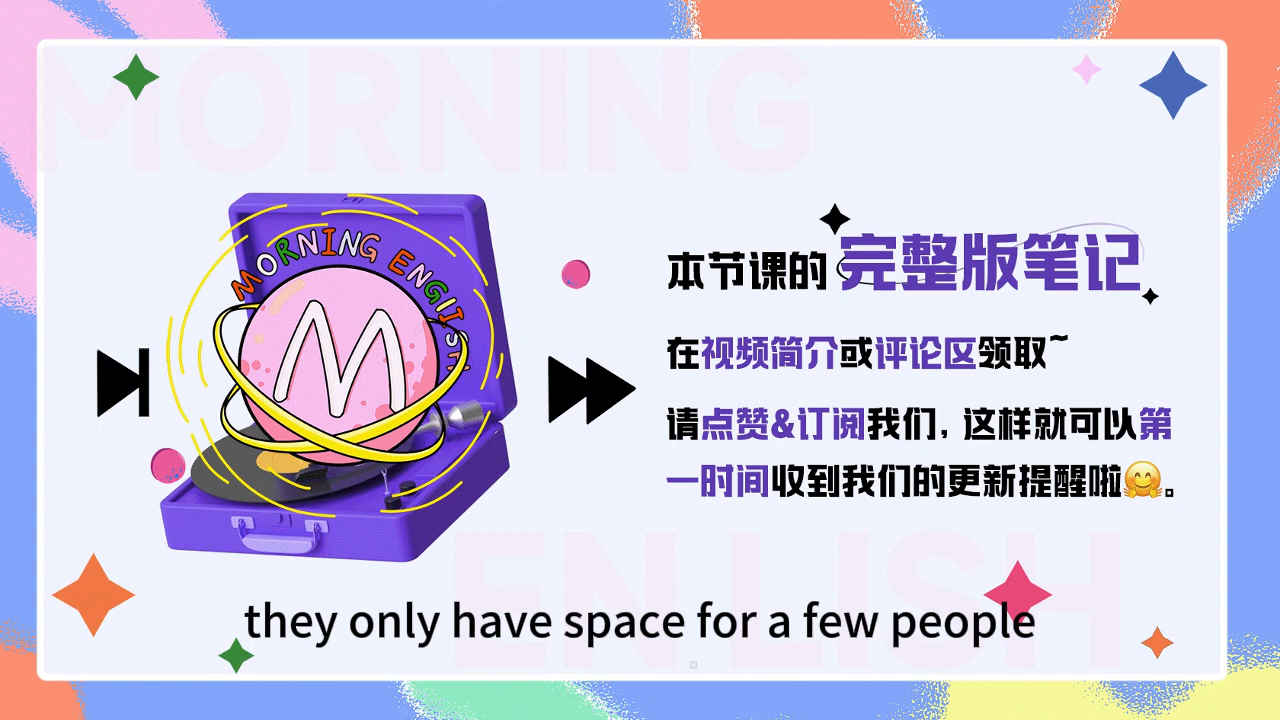 MORNING
MORNING ENGlISH
M
本节课的 完整版笔记
在视频简介或评论区领取~
请点赞&订阅我们, 这样就可以第
一时间收到我们的更新提醒啦🤗。
EN LISH
they only have space for a few people